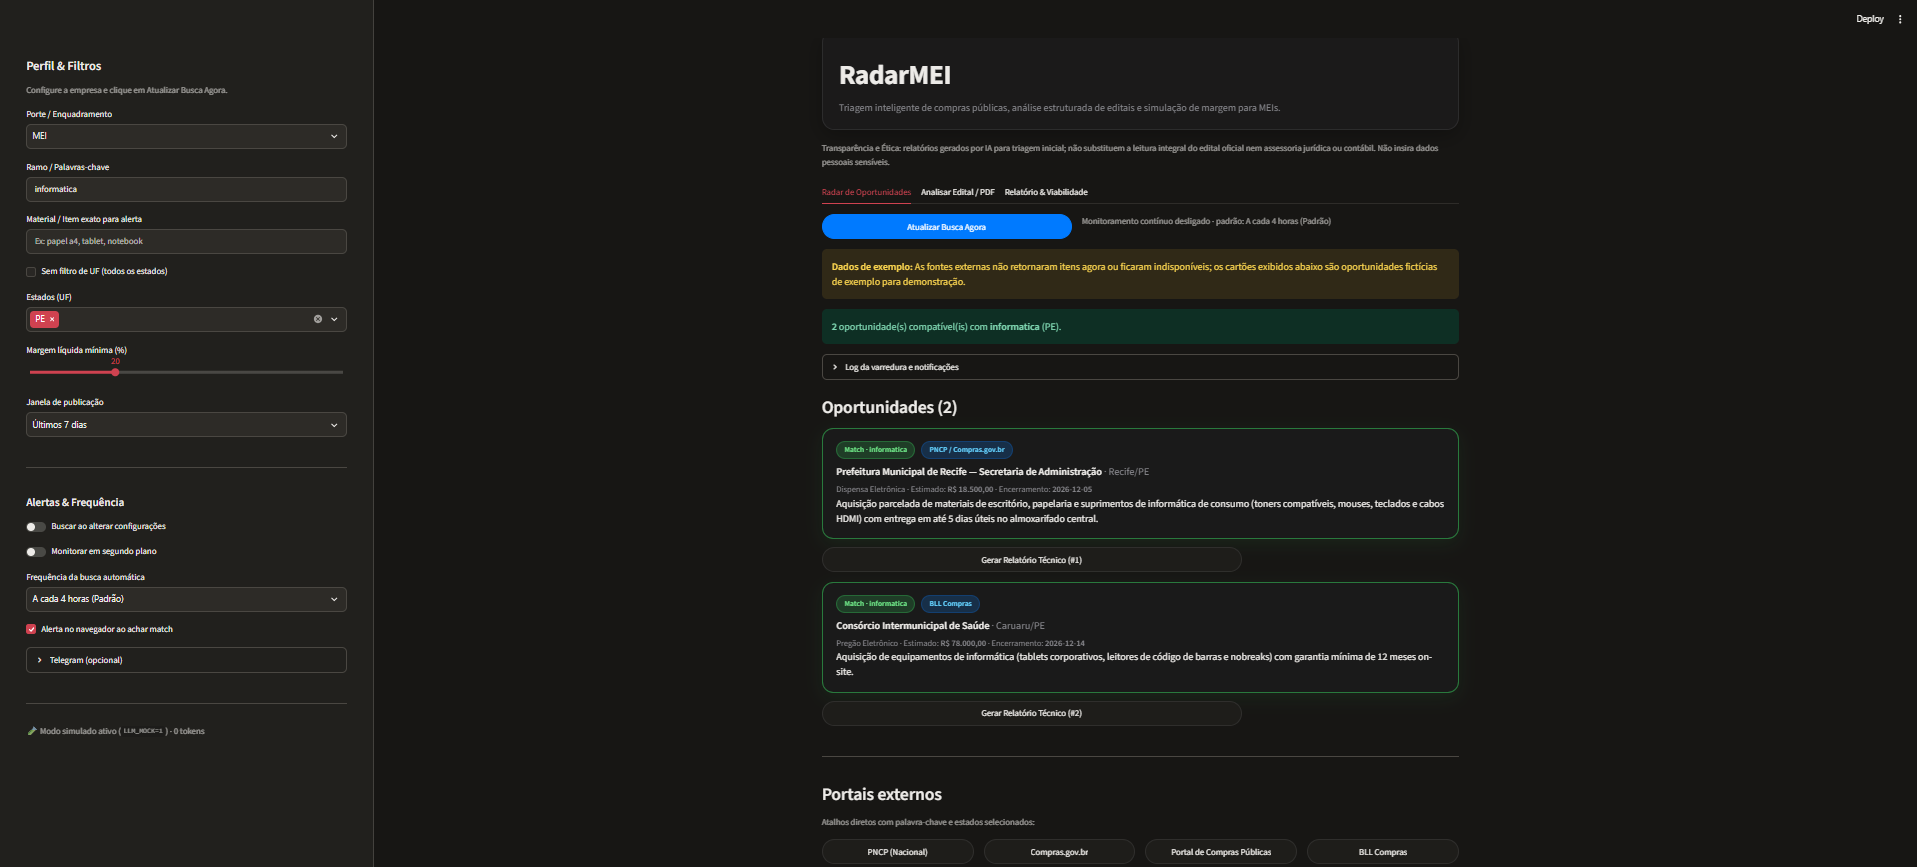 Deploy
Perfil & Filtros
Configure a empresa e clique em Atualizar Busca Agora.
Porte / Enquadramento
MEI
Ramo / Palavras-chave
informatica
Material / Item exato para alerta
Ex: papel a4, tablet, notebook
Sem filtro de UF (todos os estados)
Estados (UF)
PE ×
Margem líquida mínima (%)
20
Janela de publicação
Últimos 7 dias
Alertas & Frequência
Buscar ao alterar configurações
Monitorar em segundo plano
Frequência da busca automática
A cada 4 horas (Padrão)
Alerta no navegador ao achar match
Telegram (opcional)
Modo simulado ativo ( LLM_MOCK=1 ) - 0 tokens
RadarMEI
Triagem inteligente de compras públicas, análise estruturada de editais e simulação de margem para MEIs.
Transparência e Ética: relatórios gerados por IA para triagem inicial; não substituem a leitura integral do edital oficial nem assessoria jurídica ou contábil. Não insira dados
pessoais sensíveis.
Radar de Oportunidades Analisar Edital / PDF Relatório & Viabilidade
Atualizar Busca Agora
Monitoramento contínuo desligado - padrão: A cada 4 horas (Padrão)
Dados de exemplo: As fontes externas não retornaram itens agora ou ficaram indisponíveis; os cartões exibidos abaixo são oportunidades fictícias
de exemplo para demonstração.
2 oportunidade(s) compatível(is) com informatica (PE).
Log da varredura e notificações
Oportunidades (2)
Match · Informatica PNCP / Compras.gov.br
Prefeitura Municipal de Recife — Secretaria de Administração · Recife/PE
Dispensa Eletrônica · Estimado: R$ 18.500,00 · Encerramento: 2026-12-05
Aquisição parcelada de materiais de escritório, papelaria e suprimentos de informática de consumo (toners compatíveis, mouses, teclados e cabos
HDMI) com entrega em até 5 dias úteis no almoxarifado central.
Gerar Relatório Técnico (#1)
Match · Informatica BLL Compras
Consórcio Intermunicipal de Saúde · Caruaru/PE
Pregão Eletrônico · Estimado: R$ 78.000,00 · Encerramento: 2026-12-14
Aquisição de equipamentos de informática (tablets corporativos, leitores de código de barras e nobreaks) com garantia mínima de 12 meses on-
site.
Gerar Relatório Técnico (#2)
Portais externos
Atalhos diretos com palavra-chave e estados selecionados:
PNCP (Nacional) Compras.gov.br Portal de Compras Públicas BLL Compras